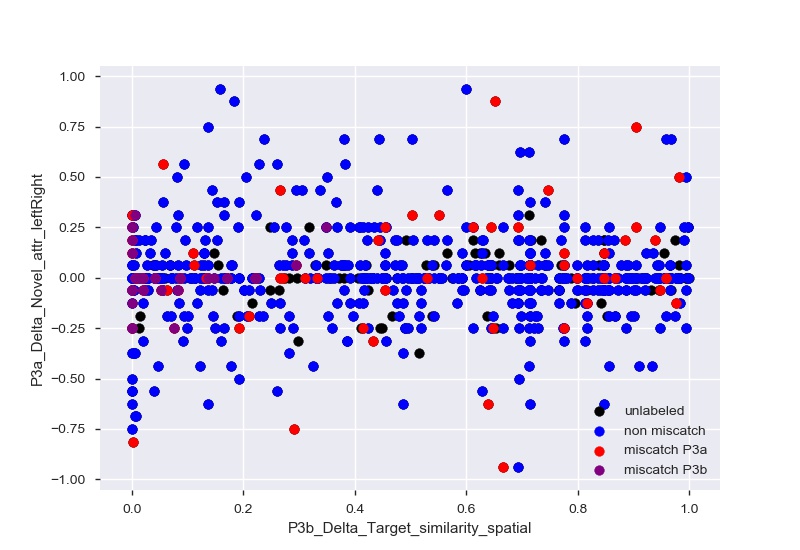 1.00
0.75
0.50
0.25
0.00
−0.25
−0.50
−0.75
−1.00
P3a_Delta_Novel_attr_leftRight
unlabeled
non miscatch
miscatch P3a
miscatch P3b
0.0 0.2 0.4 0.6 0.8 1.0
P3b_Delta_Target_similarity_spatial